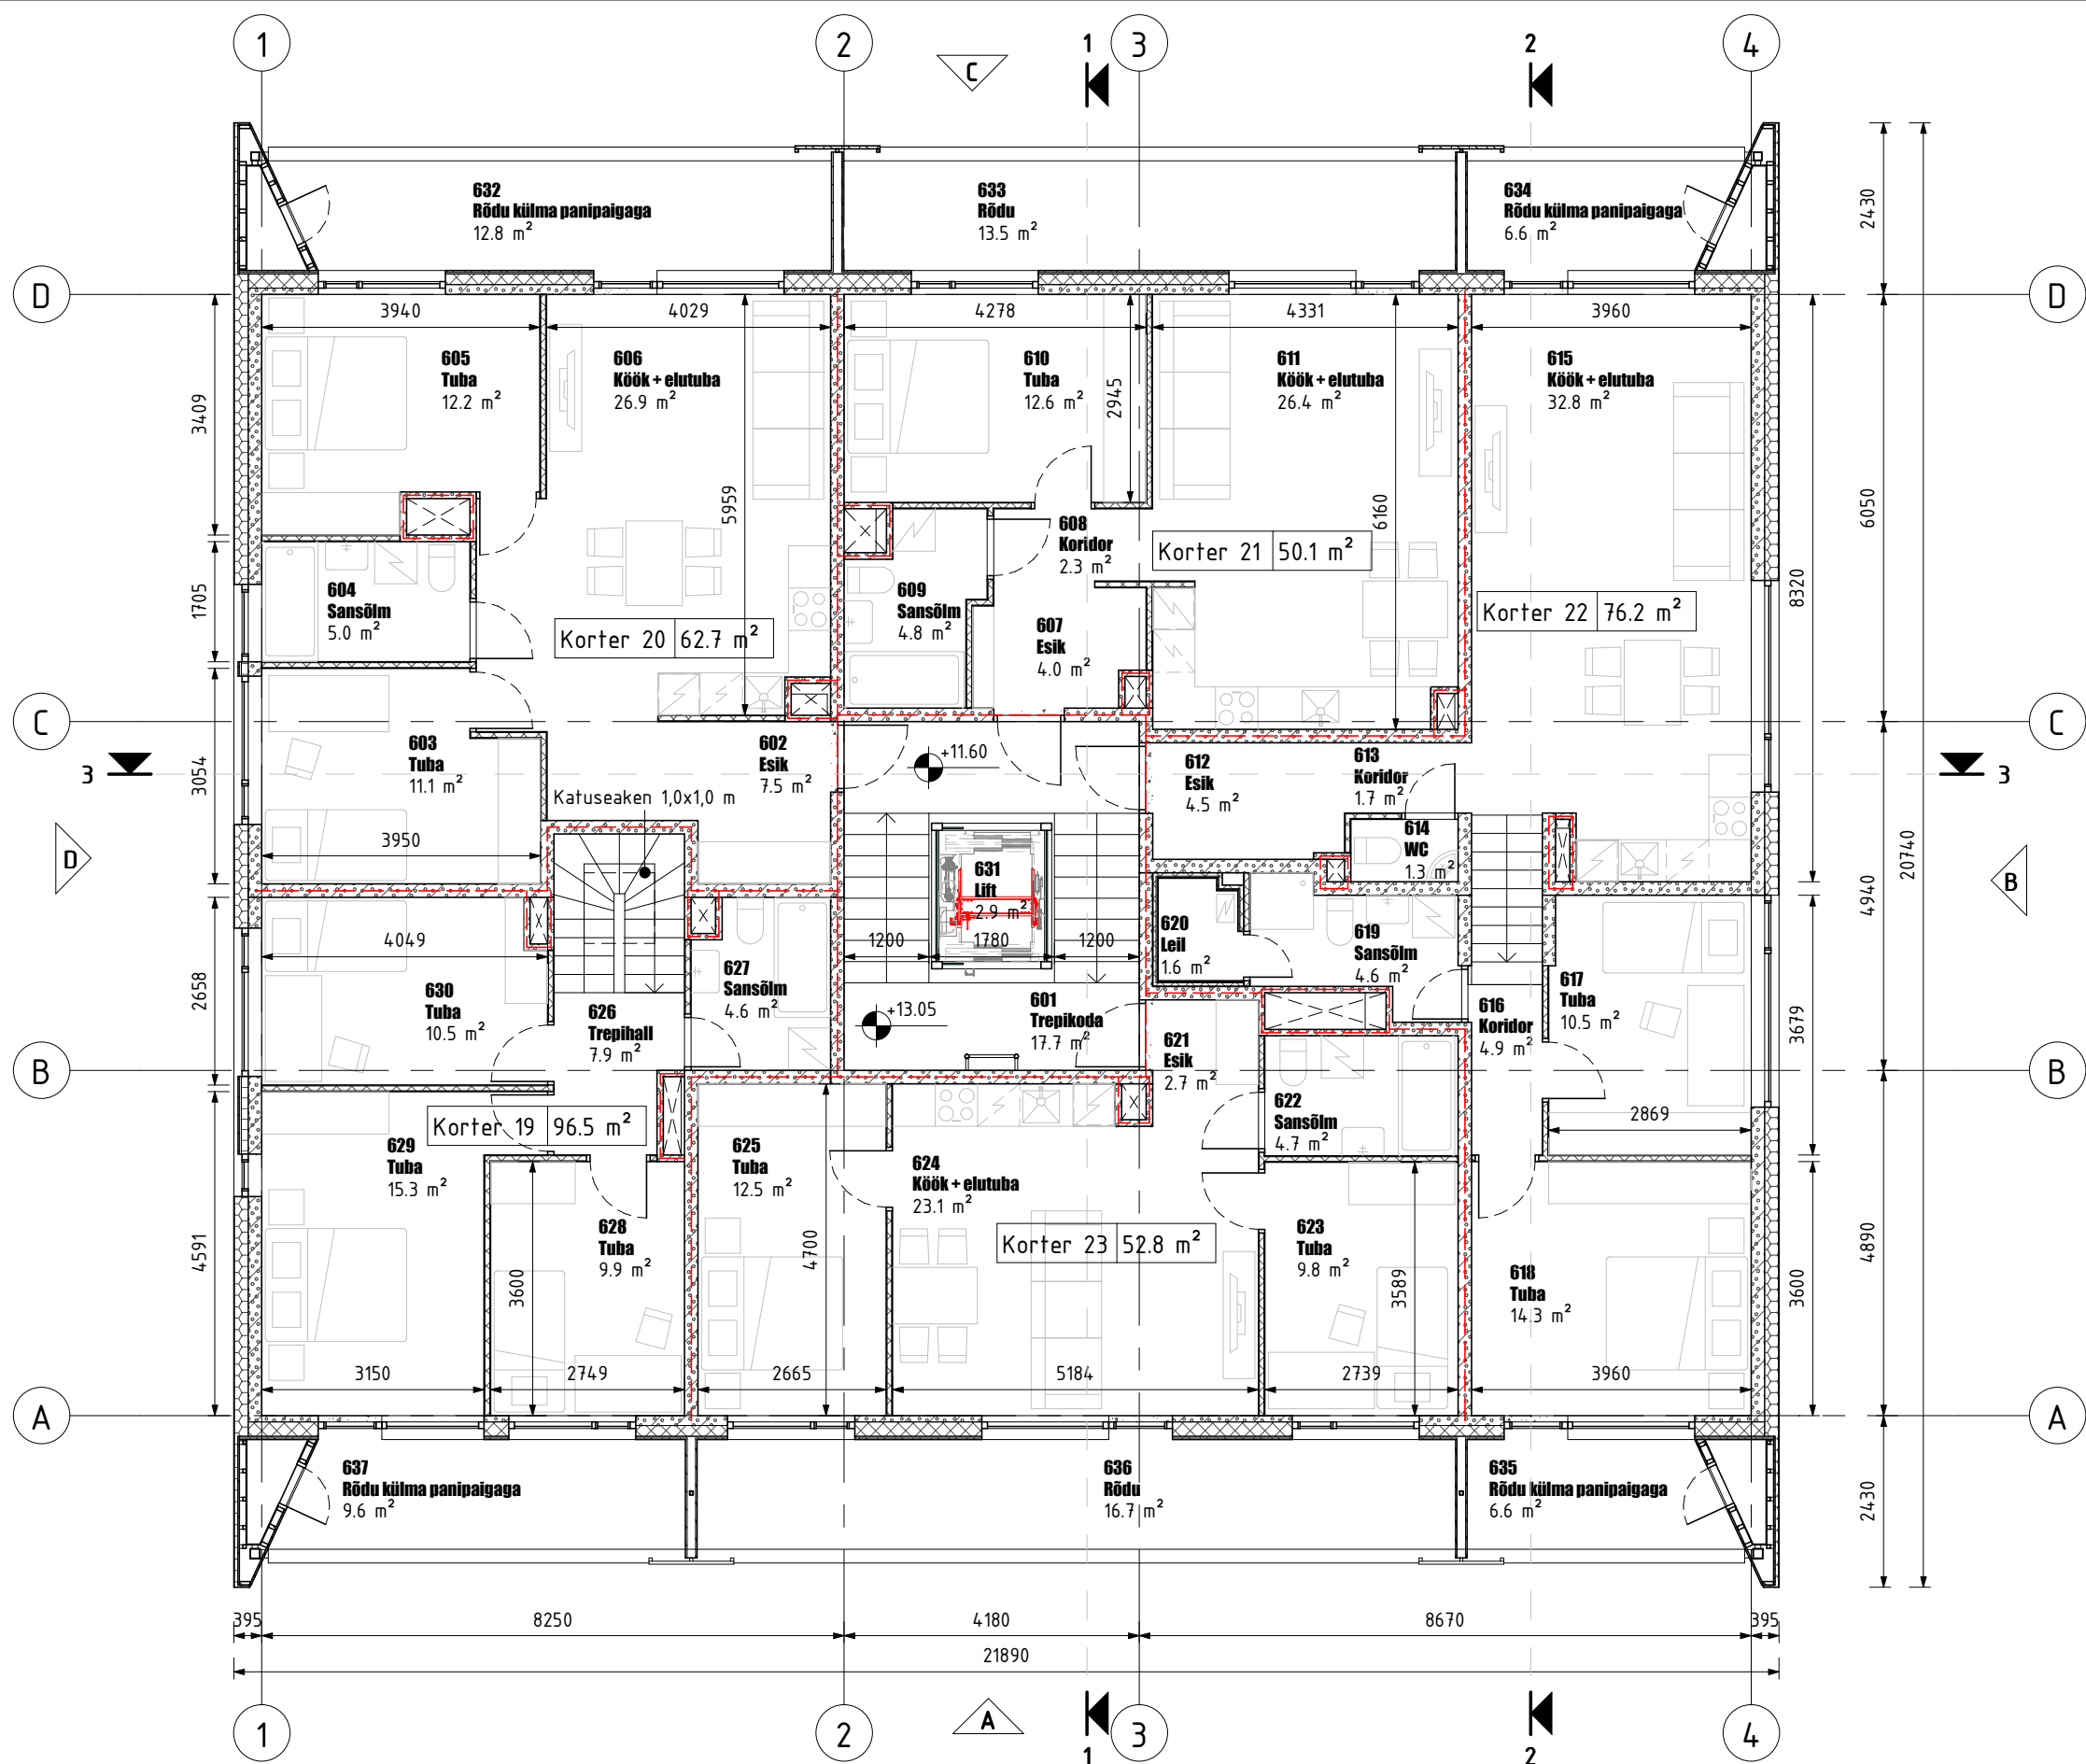 1
2
C
1
3
2
4
632
Rõdu külma panipaigaga
12.8 m²
633
Rõdu
13.5 m²
634
Rõdu külma panipaigaga
6.6 m²
2430
D
D
3940
4029
4278
4331
3960
605
Tuba
12.2 m²
606
Köök + elutuba
26.9 m²
610
Tuba
12.6 m²
2945
611
Köök + elutuba
26.4 m²
615
Köök + elutuba
32.8 m²
3409
5959
6160
6050
608
Koridor
2.3 m²
Korter 21 50.1 m²
604
Sansõlm
5.0 m²
1705
609
Sansõlm
4.8 m²
8320
Korter 20 62.7 m²
607
Esik
4.0 m²
Korter 22 76.2 m²
C
C
603
Tuba
11.1 m²
602
Esik
7.5 m²
+11.60
612
Esik
4.5 m²
613
Koridor
1.7 m²
3
3
3054
Katuseaken 1,0x1,0 m
3950
614
WC
1.3 m²
20740
D
B
631
Lift
2.9 m²
4940
4049
1200
1780
1200
620
Leil
1.6 m²
619
Sansõlm
4.6 m²
2658
630
Tuba
10.5 m²
626
Trepihall
7.9 m²
627
Sansõlm
4.6 m²
+13.05
601
Trepikoda
17.7 m²
616
Koridor
4.9 m²
617
Tuba
10.5 m²
3679
621
Esik
2.7 m²
B
B
Korter 19 96.5 m²
622
Sansõlm
4.7 m²
2869
629
Tuba
15.3 m²
625
Tuba
12.5 m²
624
Köök + elutuba
23.1 m²
628
Tuba
9.9 m²
Korter 23 52.8 m²
623
Tuba
9.8 m²
618
Tuba
14.3 m²
4591
3600
4700
3589
4890
3600
3150
2749
2665
5184
2739
3960
A
A
637
Rõdu külma panipaigaga
9.6 m²
636
Rõdu
16.7 m²
635
Rõdu külma panipaigaga
6.6 m²
2430
395
8250
4180
8670
395
21890
1
2
A
1
3
2
4